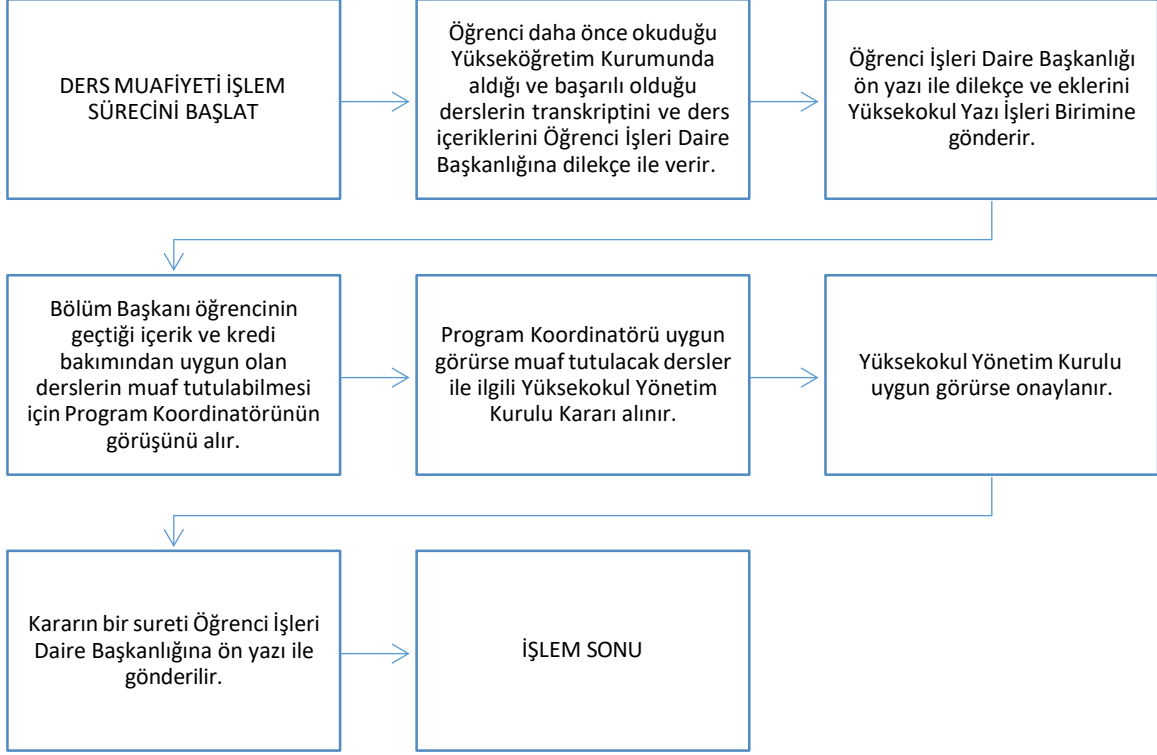 DERS MUAFİYETİ İŞLEM
SÜRECİNİ BAŞLAT
Öğrenci daha önce okuduğu
Yükseköğretim Kurumunda
aldığı ve başarılı olduğu
derslerin transkriptini ve ders
içeriklerini Öğrenci İşleri Daire
Başkanlığına dilekçe ile verir.
Öğrenci İşleri Daire Başkanlığı
ön yazı ile dilekçe ve eklerini
Yüksekokul Yazı İşleri Birimine
gönderir.
Bölüm Başkanı öğrencinin
geçtiği içerik ve kredi
bakımından uygun olan
derslerin muaf tutulabilmesi
için Program Koordinatörünün
görüşünü alır.
Program Koordinatörü uygun
görürse muaf tutulacak dersler
ile ilgili Yüksekokul Yönetim
Kurulu Kararı alınır.
Yüksekokul Yönetim Kurulu
uygun görürse onaylanır.
Kararın bir sureti Öğrenci İşleri
Daire Başkanlığına ön yazı ile
gönderilir.
İŞLEM SONU